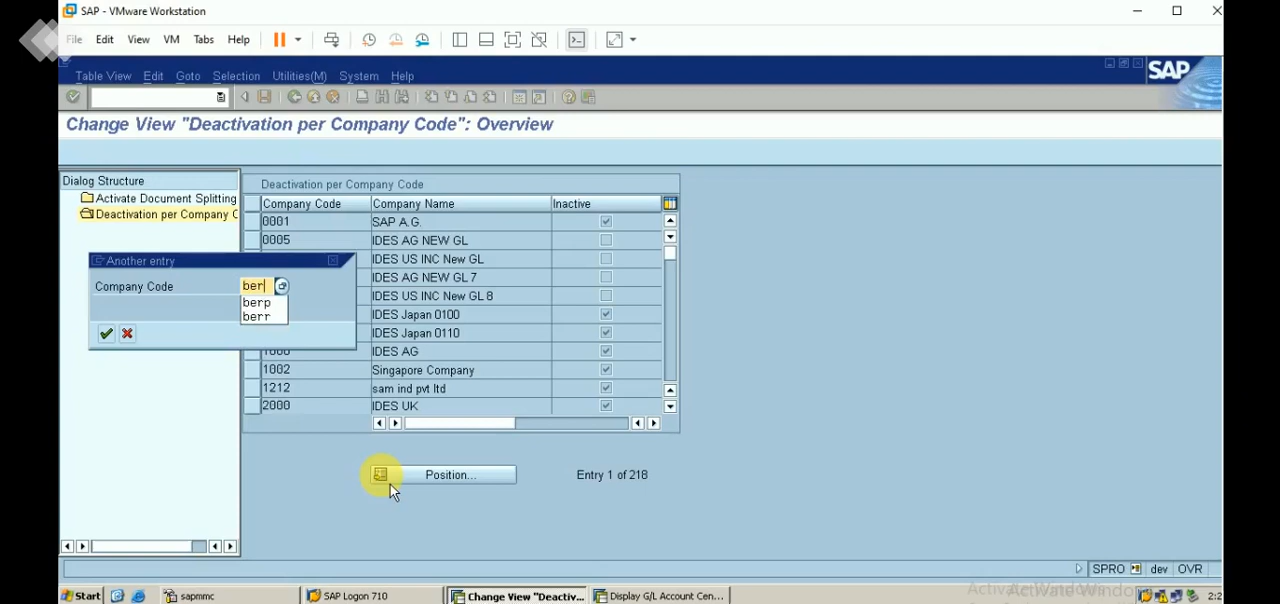 SAP - VMware Workstation
File Edit View VM Tabs Help
Table View Edit Goto Selection Utilities(M) System Help
SAP
Change View "Deactivation per Company Code": Overview
Dialog Structure
Activate Document Splitting
Deactivation per Company C
Deactivation per Company Code
Company Code Company Name Inactive
0001 SAP A.G.
0005 IDES AG NEW GL
IDES US INC New GL
IDES AG NEW GL 7
IDES US INC New GL 8
IDES Japan 0100
IDES Japan 0110
1000 IDES AG
1002 Singapore Company
1212 sam ind pvt ltd
2000 IDES UK
Another entry
Company Code ber
berp
berr
Position... Entry 1 of 218
SPRO dev OVR
Start sapmmc SAP Logon 710 Change View "Deactiv... Display G/L Account Cen... 2:2